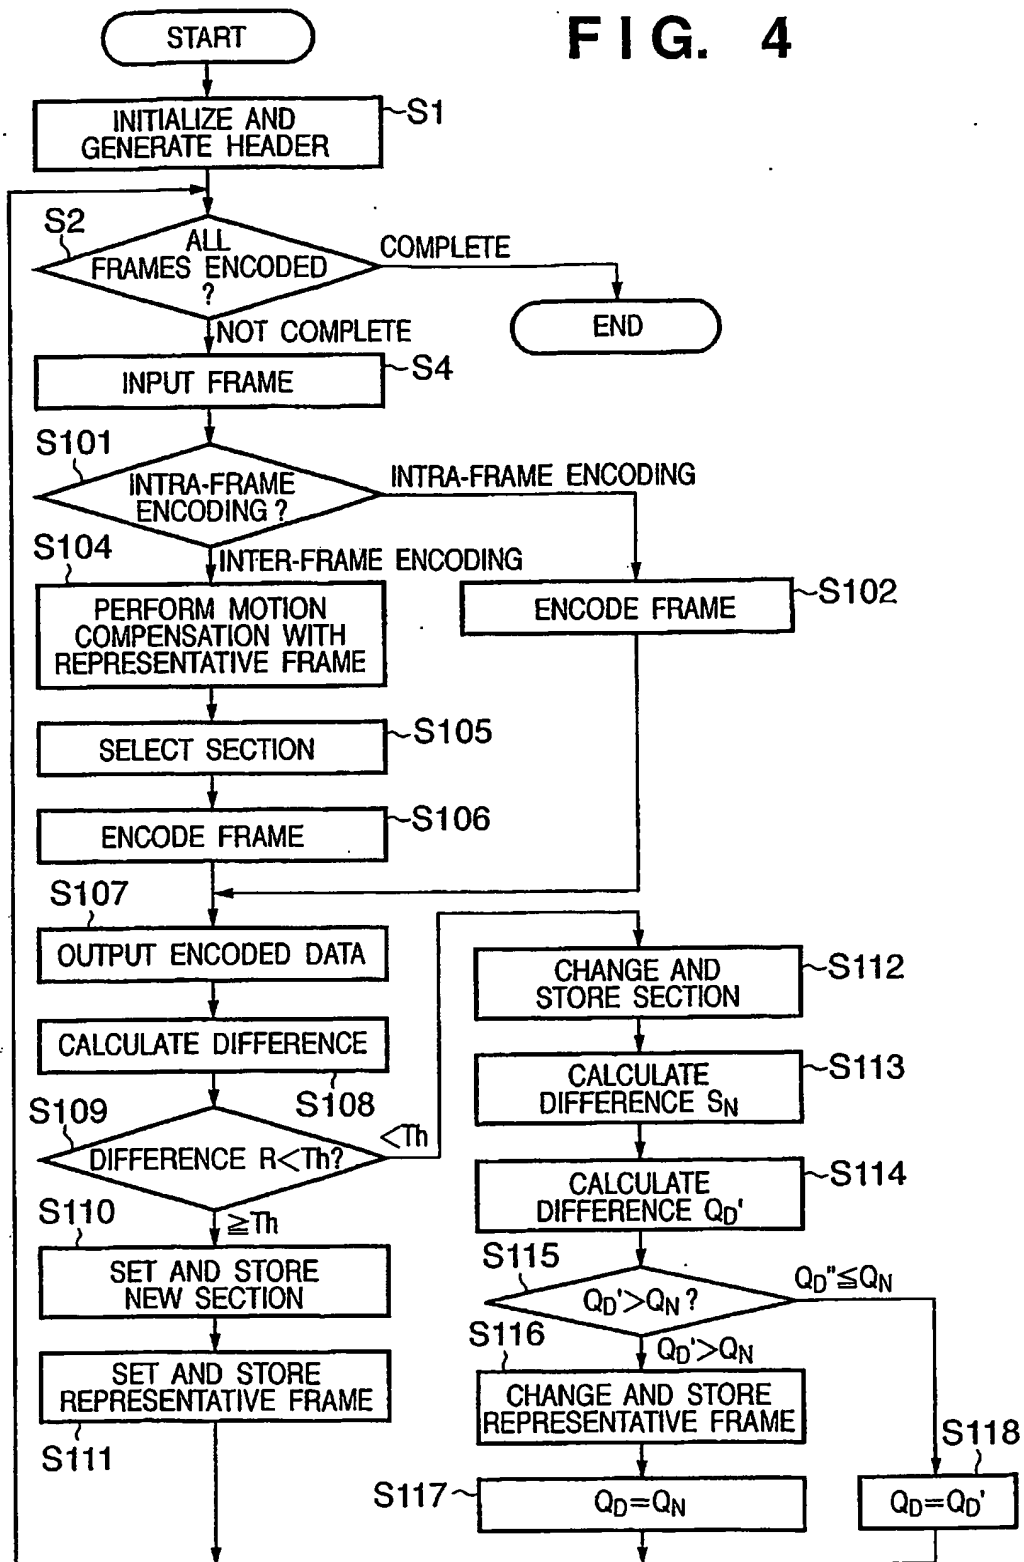 FIG. 4
START
INITIALIZE AND
GENERATE HEADER
S1
S2
ALL
FRAMES ENCODED
?
COMPLETE
END
NOT COMPLETE
INPUT FRAME
S4
S101
INTRA-FRAME
ENCODING?
INTRA-FRAME ENCODING
INTER-FRAME ENCODING
S104
PERFORM MOTION
COMPENSATION WITH
REPRESENTATIVE FRAME
ENCODE FRAME
S102
SELECT SECTION
S105
ENCODE FRAME
S106
S107
OUTPUT ENCODED DATA
CALCULATE DIFFERENCE
S108
S109
DIFFERENCE R<Th?
<Th
≧Th
S110
SET AND STORE
NEW SECTION
SET AND STORE
REPRESENTATIVE FRAME
S111
CHANGE AND
STORE SECTION
S112
CALCULATE
DIFFERENCE SN
S113
CALCULATE
DIFFERENCE QD'
S114
S115
QD'>QN?
QD"≦QN
QD'>QN
S116
CHANGE AND STORE
REPRESENTATIVE FRAME
S117
QD=QN
S118
QD=QD'